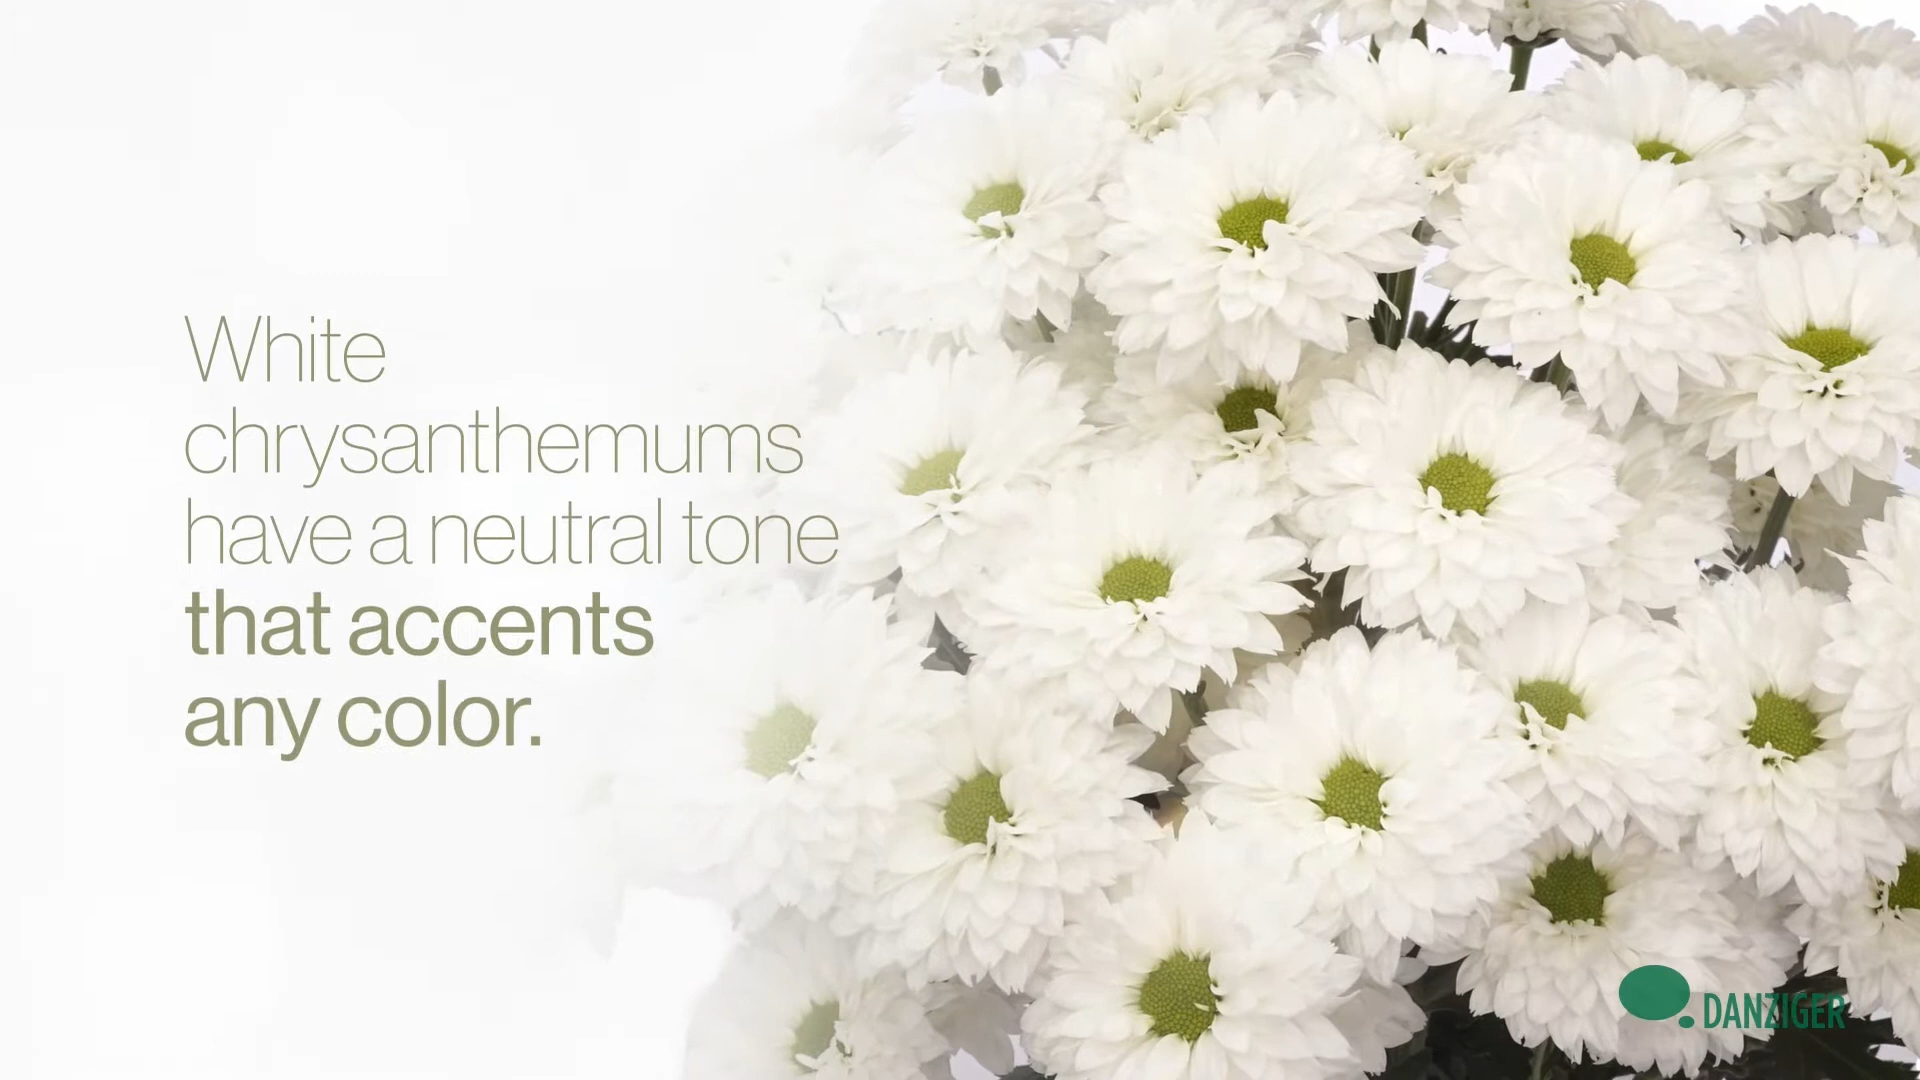 White
chrysanthemums
have a neutral tone
that accents
any color.
DANZIGER